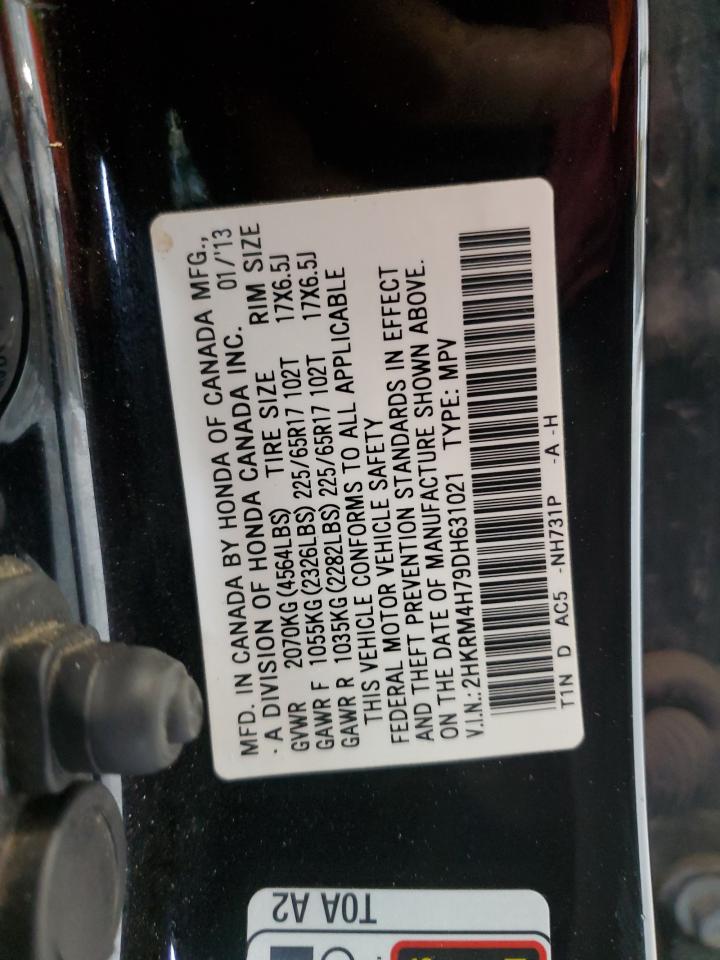 MFD. IN CANADA BY HONDA OF CANADA MFG.,
· A DIVISION OF HONDA CANADA INC. 01/'13
TIRE SIZE RIM SIZE
GVWR 2070KG(4564LBS)
GAWR F 1055KG(2326LBS) 225/65R17 102T 17X6.5J
GAWR R 1035KG(2282LBS) 225/65R17 102T 17X6.5J
THIS VEHICLE CONFORMS TO ALL APPLICABLE
FEDERAL MOTOR VEHICLE SAFETY
AND THEFT PREVENTION STANDARDS IN EFFECT
ON THE DATE OF MANUFACTURE SHOWN ABOVE.
V.I.N.: 2HKRM4H79DH631021 TYPE: MPV
T1N D AC5 -NH731P -A -H
T0A A2